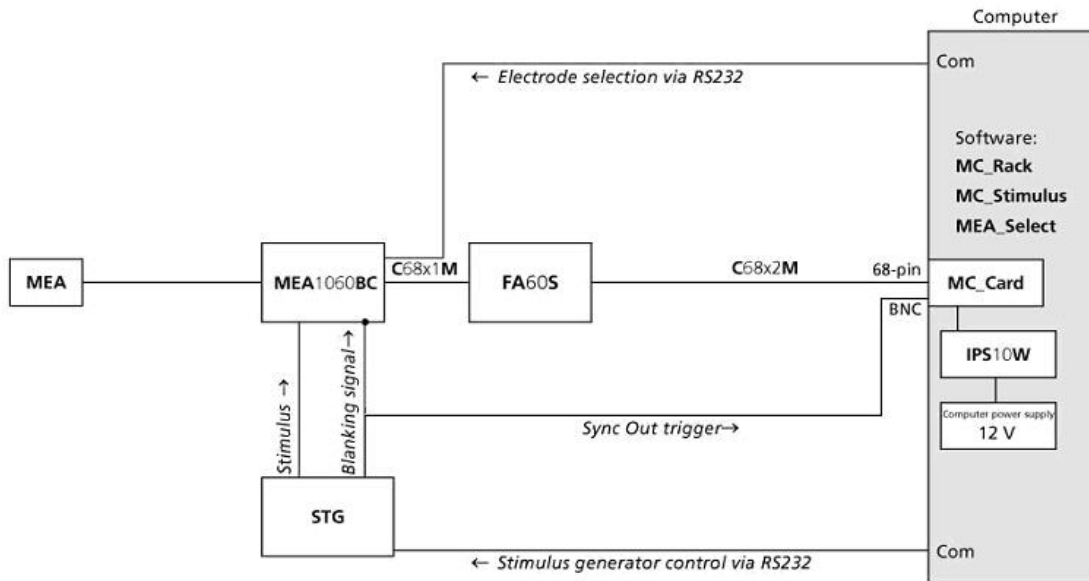 Computer
Com
← Electrode selection via RS232
Software:
MC_Rack
MC_Stimulus
MEA_Select
MEA
MEA1060BC
C68x1M
FA60S
C68x2M
68-pin
MC_Card
BNC
IPS10W
Computer power supply
12 V
Stimulus →
Blanking signal→
Sync Out trigger→
STG
← Stimulus generator control via RS232
Com